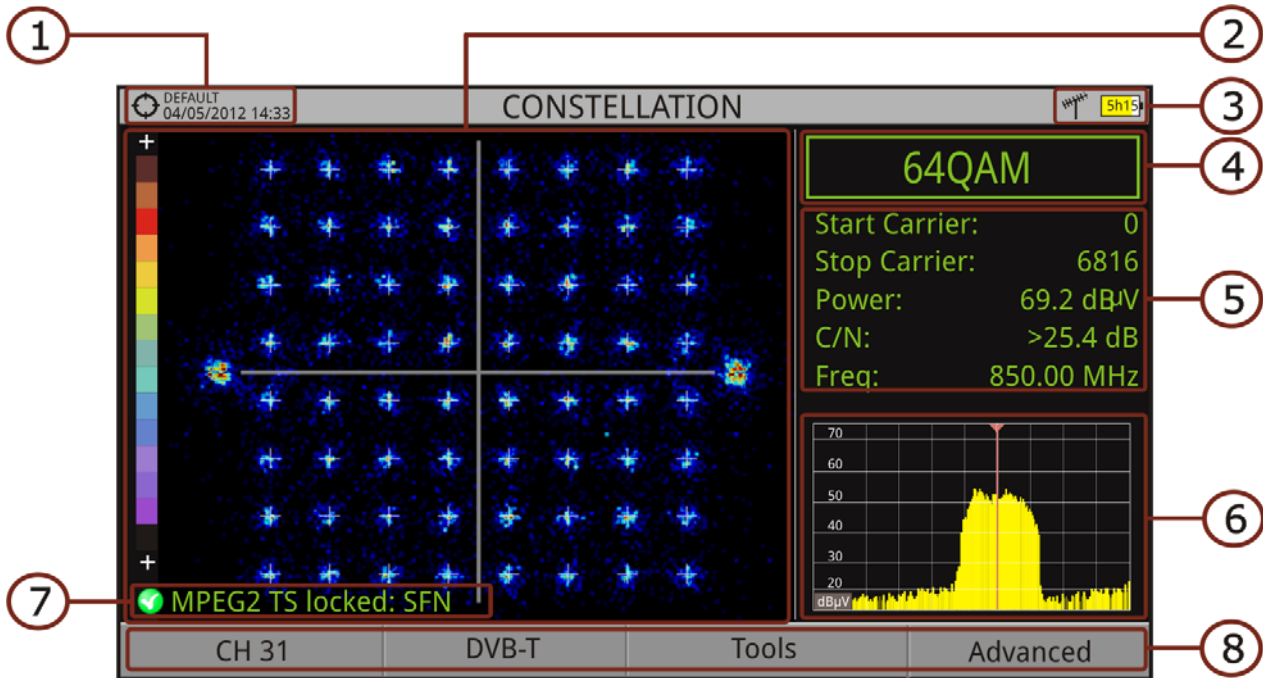 1
2
DEFAULT
04/05/2012 14:33
CONSTELLATION
5h15
3
+
64QAM
4
Start Carrier: 0
Stop Carrier: 6816
Power: 69.2 dBµV
5
C/N: >25.4 dB
Freq: 850.00 MHz
70
60
50
6
40
30
20
dBµV
+
7
MPEG2 TS locked: SFN
CH 31
DVB-T
Tools
Advanced
8